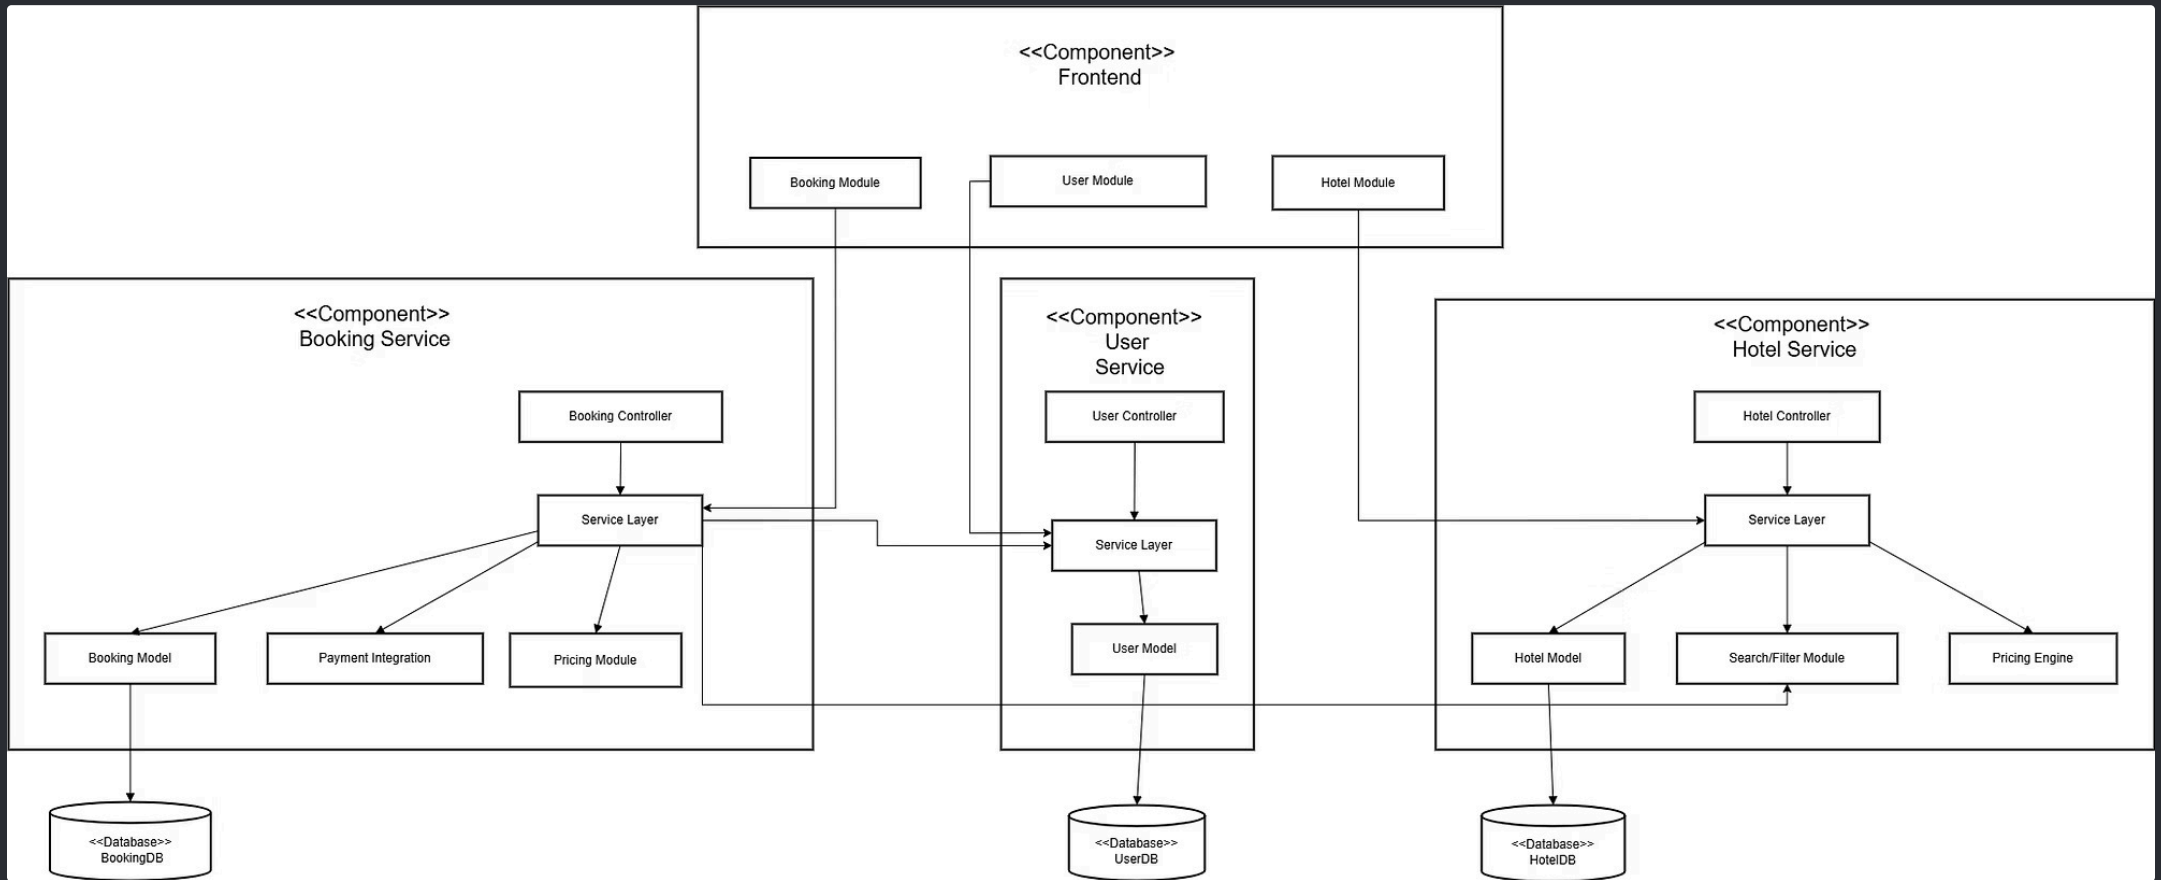 <<Component>>
Frontend
Booking Module
User Module
Hotel Module
<<Component>>
Booking Service
<<Component>>
User
Service
<<Component>>
Hotel Service
Booking Controller
User Controller
Hotel Controller
Service Layer
Service Layer
Service Layer
Booking Model
Payment Integration
Pricing Module
User Model
Hotel Model
Search/Filter Module
Pricing Engine
<<Database>>
BookingDB
<<Database>>
UserDB
<<Database>>
HotelDB